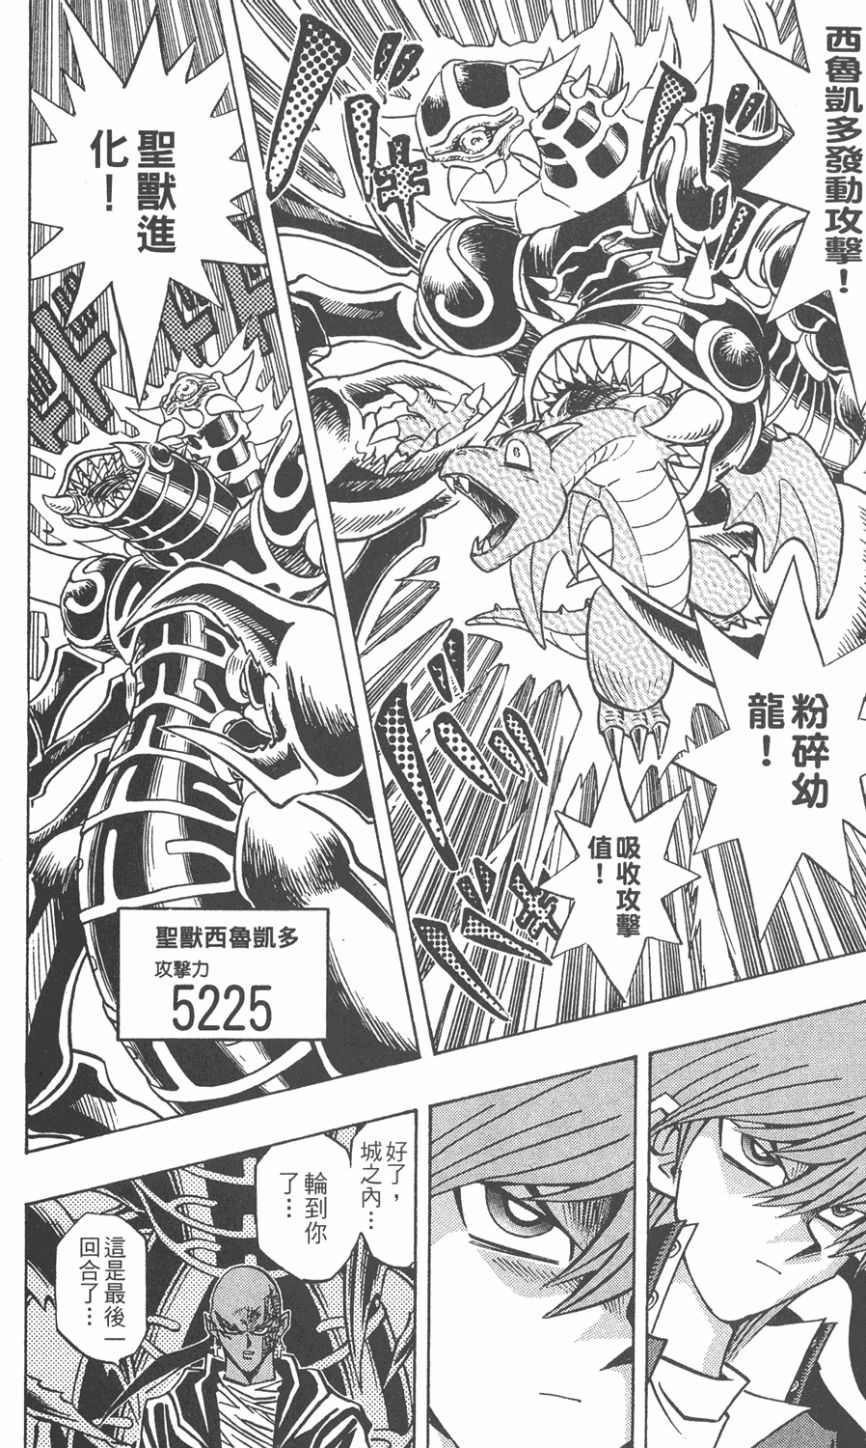 西魯凱多發動攻擊！
粉碎幼
龍！
吸收攻擊
值！
聖獸進
化！
聖獸西魯凱多
攻擊力
5225
好了，
城之內…
輪到你
了…
這是最後一
回合了…